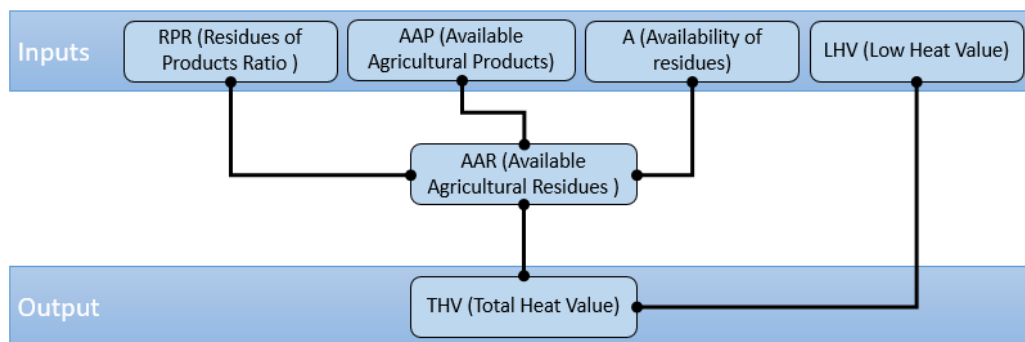 Inputs
RPR (Residues of
Products Ratio )
AAP (Available
Agricultural Products)
A (Availability of
residues)
LHV (Low Heat Value)
AAR (Available
Agricultural Residues )
Output
THV (Total Heat Value)